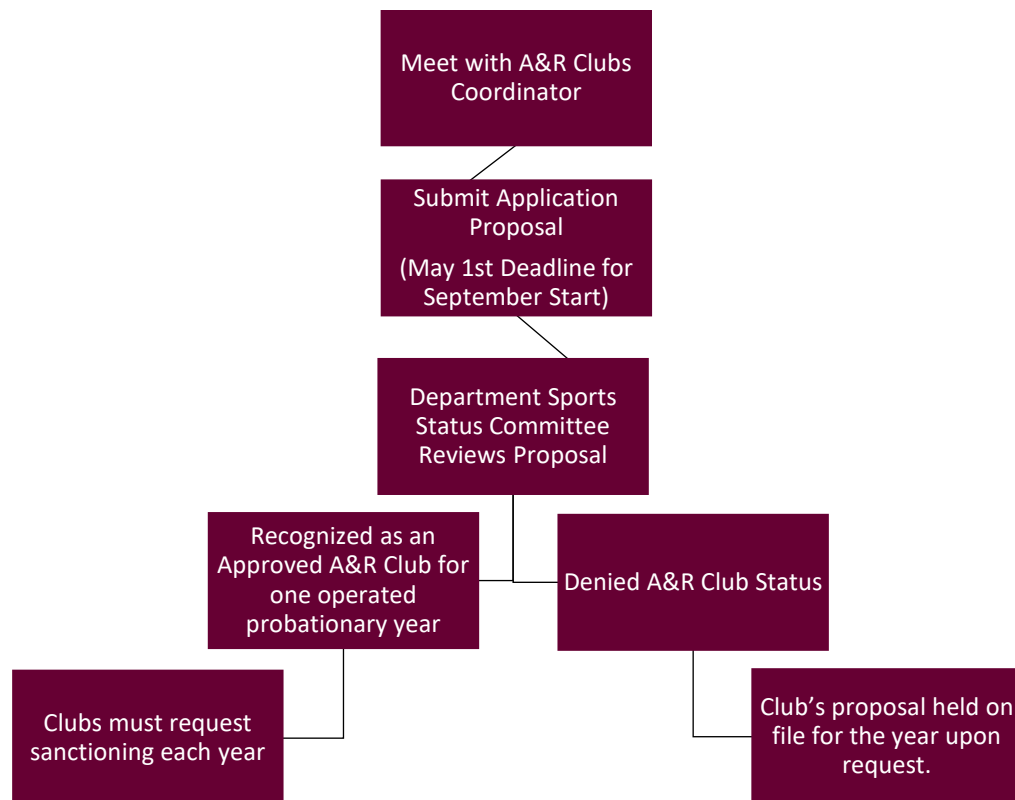 Meet with A&R Clubs
Coordinator
Submit Application
Proposal
(May 1st Deadline for
September Start)
Department Sports
Status Committee
Reviews Proposal
Recognized as an
Approved A&R Club for
one operated
probationary year
Denied A&R Club Status
Clubs must request
sanctioning each year
Club’s proposal held on
file for the year upon
request.